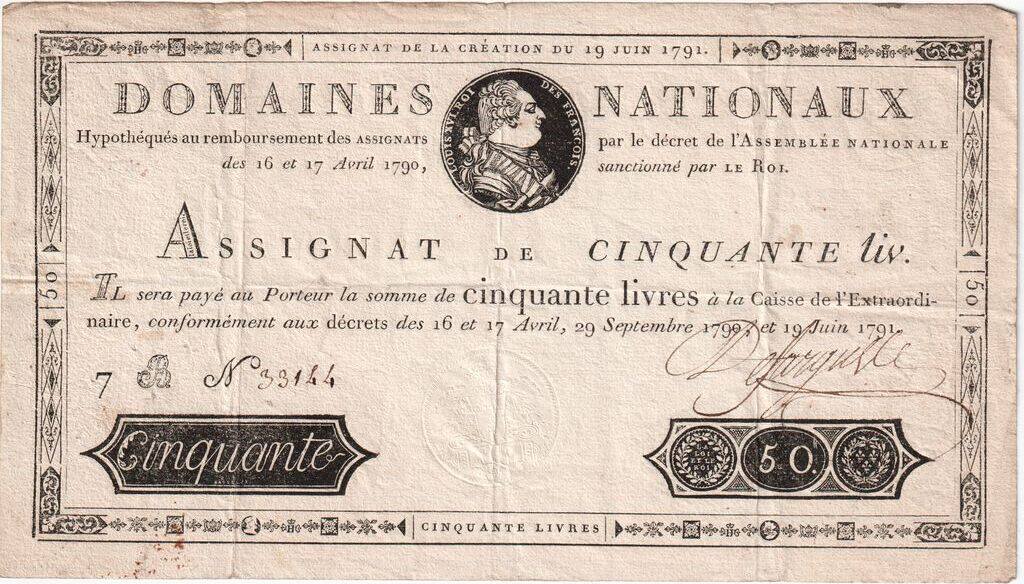 ASSIGNAT DE LA CRÉATION DU 19 JUIN 1791.
DOMAINES NATIONAUX
LOUIS XVI. ROI DES FRANÇOIS.
Hypothéqués au remboursement des ASSIGNATS par le décret de l'ASSEMBLÉE NATIONALE
des 16 et 17 Avril 1790, sanctionné par LE ROI.
ASSIGNAT DE CINQUANTE liv.
IL sera payé au Porteur la somme de cinquante livres à la Caisse de l'Extraordi-
naire, conformément aux décrets des 16 et 17 Avril, 29 Septembre 1790, et 19 Juin 1791.
50
50
7 B N 33144
Cinquante
LOI
ET LE
ROI
50.
CINQUANTE LIVRES